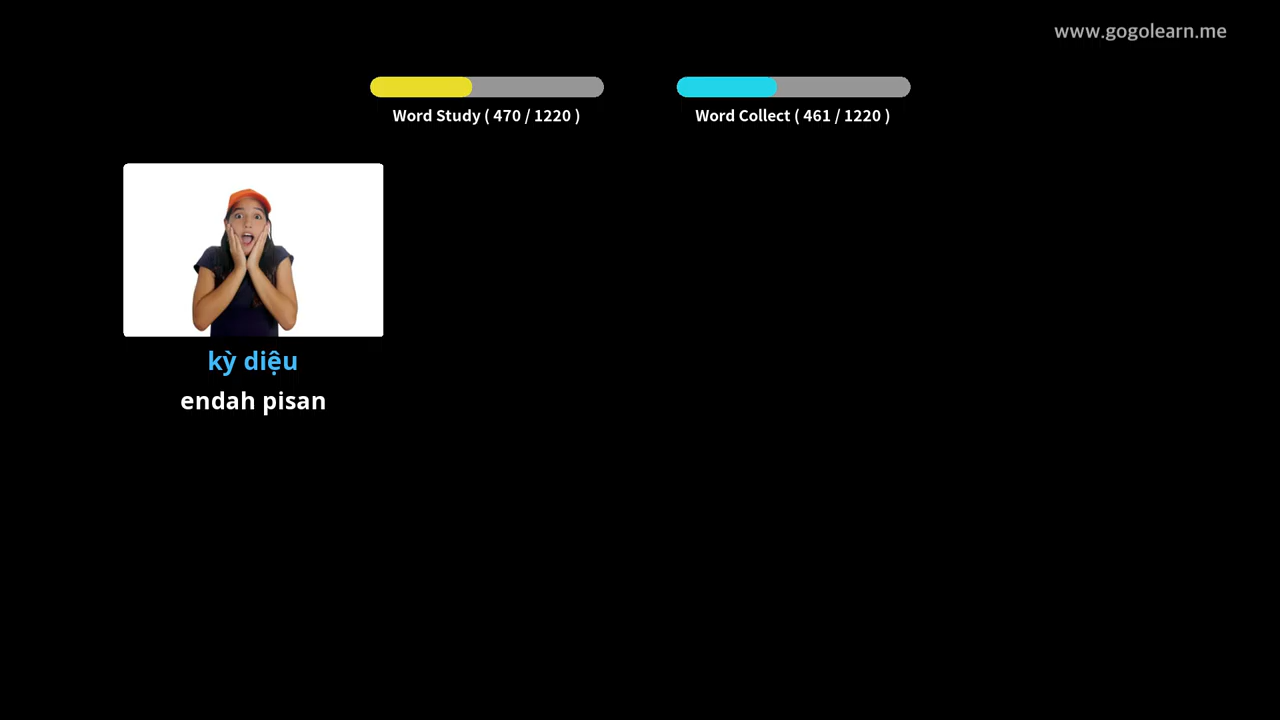 www.gogolearn.me
Word Study ( 470 / 1220 )
Word Collect ( 461 / 1220 )
kỳ diệu
endah pisan